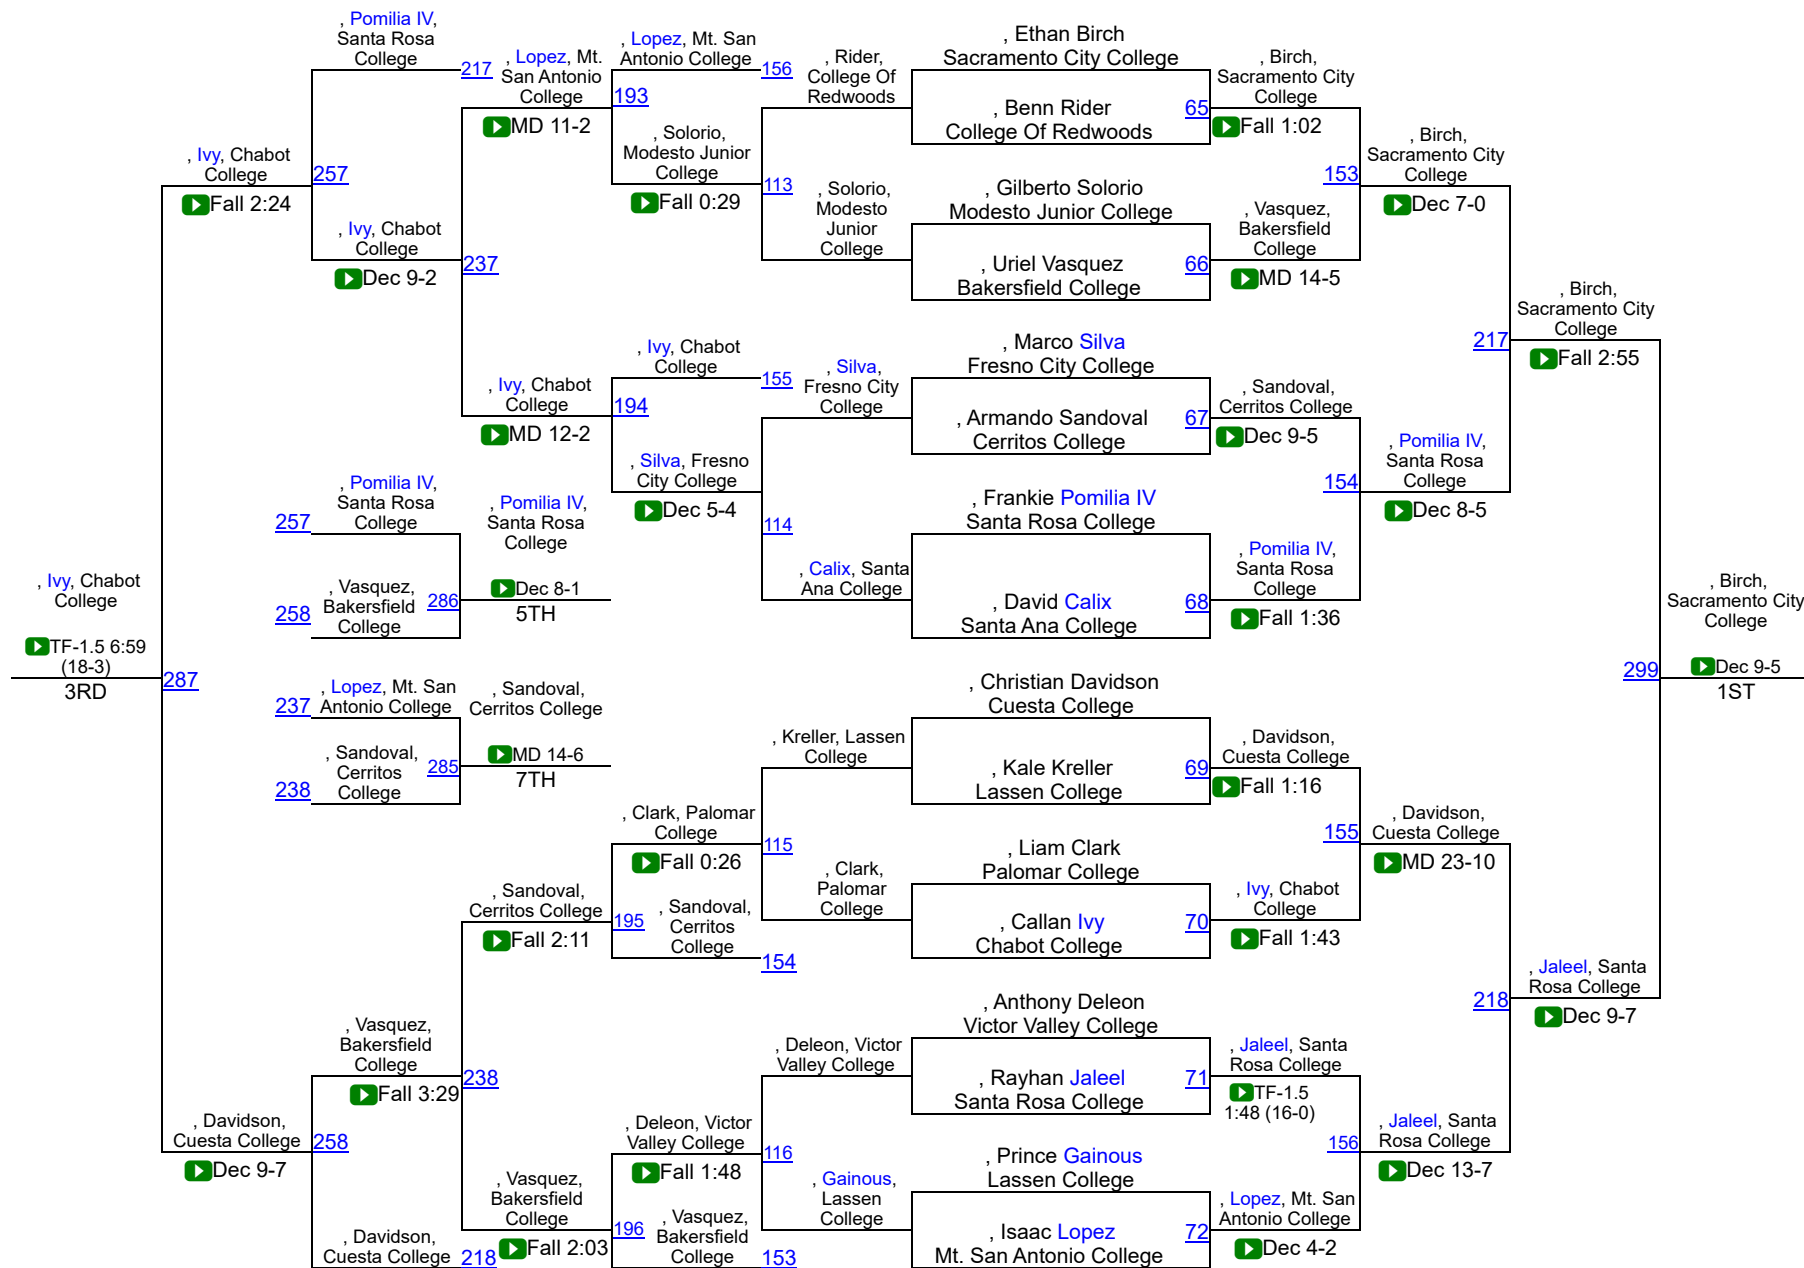 , Pomilia IV,
Santa Rosa
College
217
, Lopez, Mt.
San Antonio
College
MD 11-2
, Lopez, Mt. San
Antonio College
156
193
, Solorio,
Modesto Junior
College
Fall 0:29
, Rider,
College Of
Redwoods
113
, Solorio,
Modesto
Junior
College
, Ethan Birch
Sacramento City College
, Benn Rider
College Of Redwoods
65
, Birch,
Sacramento City
College
Fall 1:02
, Gilberto Solorio
Modesto Junior College
, Uriel Vasquez
Bakersfield College
66
, Vasquez,
Bakersfield
College
MD 14-5
153
, Birch,
Sacramento City
College
Dec 7-0
, Ivy, Chabot
College
Fall 2:24
257
, Ivy, Chabot
College
Dec 9-2
237
, Ivy, Chabot
College
MD 12-2
, Ivy, Chabot
College
155
194
, Silva, Fresno
City College
Dec 5-4
, Silva,
Fresno City
College
114
, Calix, Santa
Ana College
, Marco Silva
Fresno City College
, Armando Sandoval
Cerritos College
67
, Sandoval,
Cerritos College
Dec 9-5
, Frankie Pomilia IV
Santa Rosa College
, David Calix
Santa Ana College
68
, Pomilia IV,
Santa Rosa
College
Fall 1:36
154
, Pomilia IV,
Santa Rosa
College
Dec 8-5
217
, Birch,
Sacramento City
College
Fall 2:55
, Pomilia IV,
Santa Rosa
College
257
, Vasquez,
Bakersfield
College
258
286
, Pomilia IV,
Santa Rosa
College
Dec 8-1
5TH
, Ivy, Chabot
College
TF-1.5 6:59
(18-3)
3RD
287
, Lopez, Mt. San
Antonio College
237
, Sandoval,
Cerritos
College
238
285
, Sandoval,
Cerritos College
MD 14-6
7TH
299
, Birch,
Sacramento City
College
Dec 9-5
1ST
, Kreller, Lassen
College
, Clark, Palomar
College
Fall 0:26
115
, Clark,
Palomar
College
, Christian Davidson
Cuesta College
, Kale Kreller
Lassen College
69
, Davidson,
Cuesta College
Fall 1:16
, Liam Clark
Palomar College
, Callan Ivy
Chabot College
70
, Ivy, Chabot
College
Fall 1:43
155
, Davidson,
Cuesta College
MD 23-10
, Sandoval,
Cerritos College
Fall 2:11
195
, Sandoval,
Cerritos
College
154
, Vasquez,
Bakersfield
College
Fall 3:29
238
, Davidson,
Cuesta College
Dec 9-7
258
, Davidson,
Cuesta College
218
, Vasquez,
Bakersfield
College
Fall 2:03
, Deleon, Victor
Valley College
Fall 1:48
196
, Vasquez,
Bakersfield
College
153
, Deleon, Victor
Valley College
116
, Gainous,
Lassen
College
, Anthony Deleon
Victor Valley College
, Rayhan Jaleel
Santa Rosa College
71
, Jaleel, Santa
Rosa College
TF-1.5
1:48 (16-0)
, Prince Gainous
Lassen College
, Isaac Lopez
Mt. San Antonio College
72
, Lopez, Mt. San
Antonio College
Dec 4-2
156
, Jaleel, Santa
Rosa College
Dec 13-7
218
, Jaleel, Santa
Rosa College
Dec 9-7